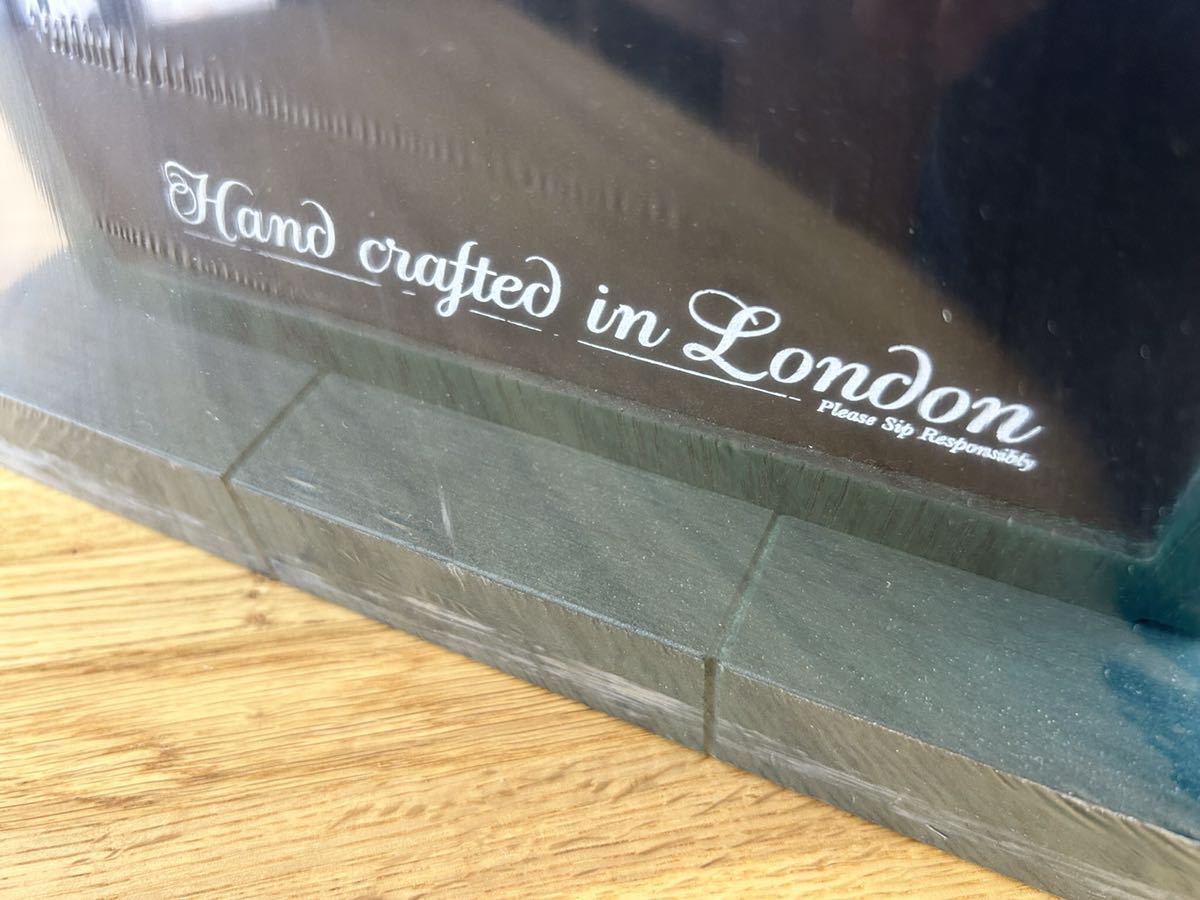 Hand crafted in London
Please Sip Responsibly